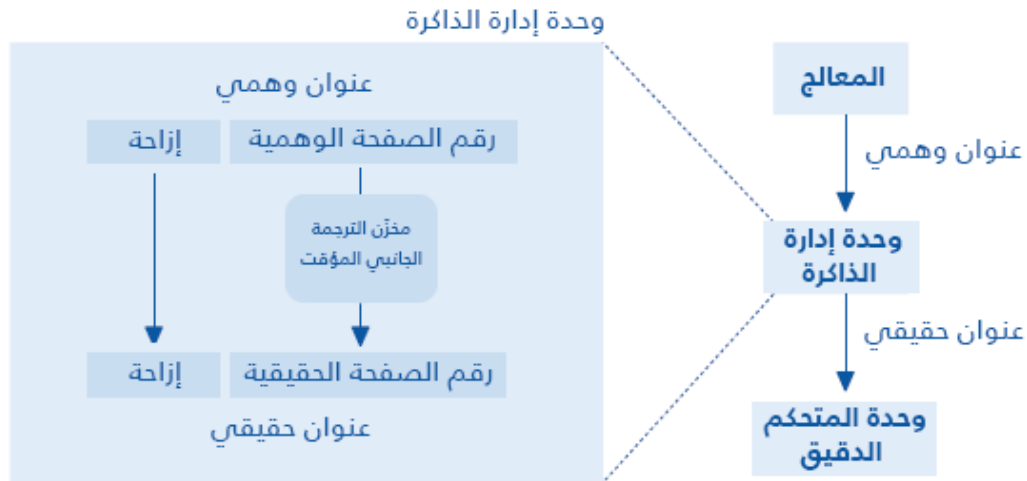 وحدة إدارة الذاكرة
المعالج
عنوان وهمي
وحدة إدارة
الذاكرة
عنوان حقيقي
وحدة المتحكم
الدقيق
عنوان وهمي
رقم الصفحة الوهمية
إزاحة
مخزّن الترجمة
الجانبي المؤقت
رقم الصفحة الحقيقية
إزاحة
عنوان حقيقي